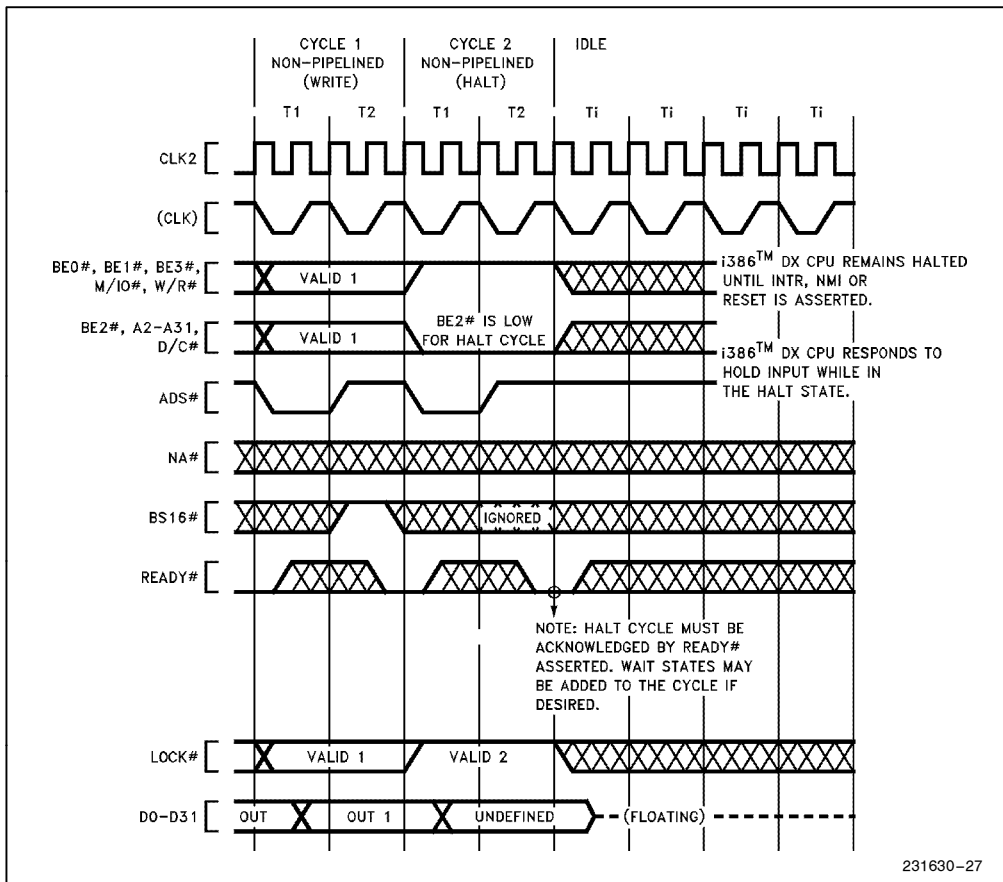 CYCLE 1
NON-PIPELINED
(WRITE)
CYCLE 2
NON-PIPELINED
(HALT)
IDLE
T1 T2 T1 T2 Ti Ti Ti Ti
CLK2
(CLK)
BE0#, BE1#, BE3#,
M/IO#, W/R#
VALID 1
i386™ DX CPU REMAINS HALTED
UNTIL INTR, NMI OR
RESET IS ASSERTED.
BE2#, A2-A31,
D/C#
VALID 1
BE2# IS LOW
FOR HALT CYCLE
i386™ DX CPU RESPONDS TO
HOLD INPUT WHILE IN
THE HALT STATE.
ADS#
NA#
BS16#
IGNORED
READY#
NOTE: HALT CYCLE MUST BE
ACKNOWLEDGED BY READY#
ASSERTED. WAIT STATES MAY
BE ADDED TO THE CYCLE IF
DESIRED.
LOCK#
VALID 1
VALID 2
D0-D31
OUT
OUT 1
UNDEFINED
(FLOATING)
231630-27